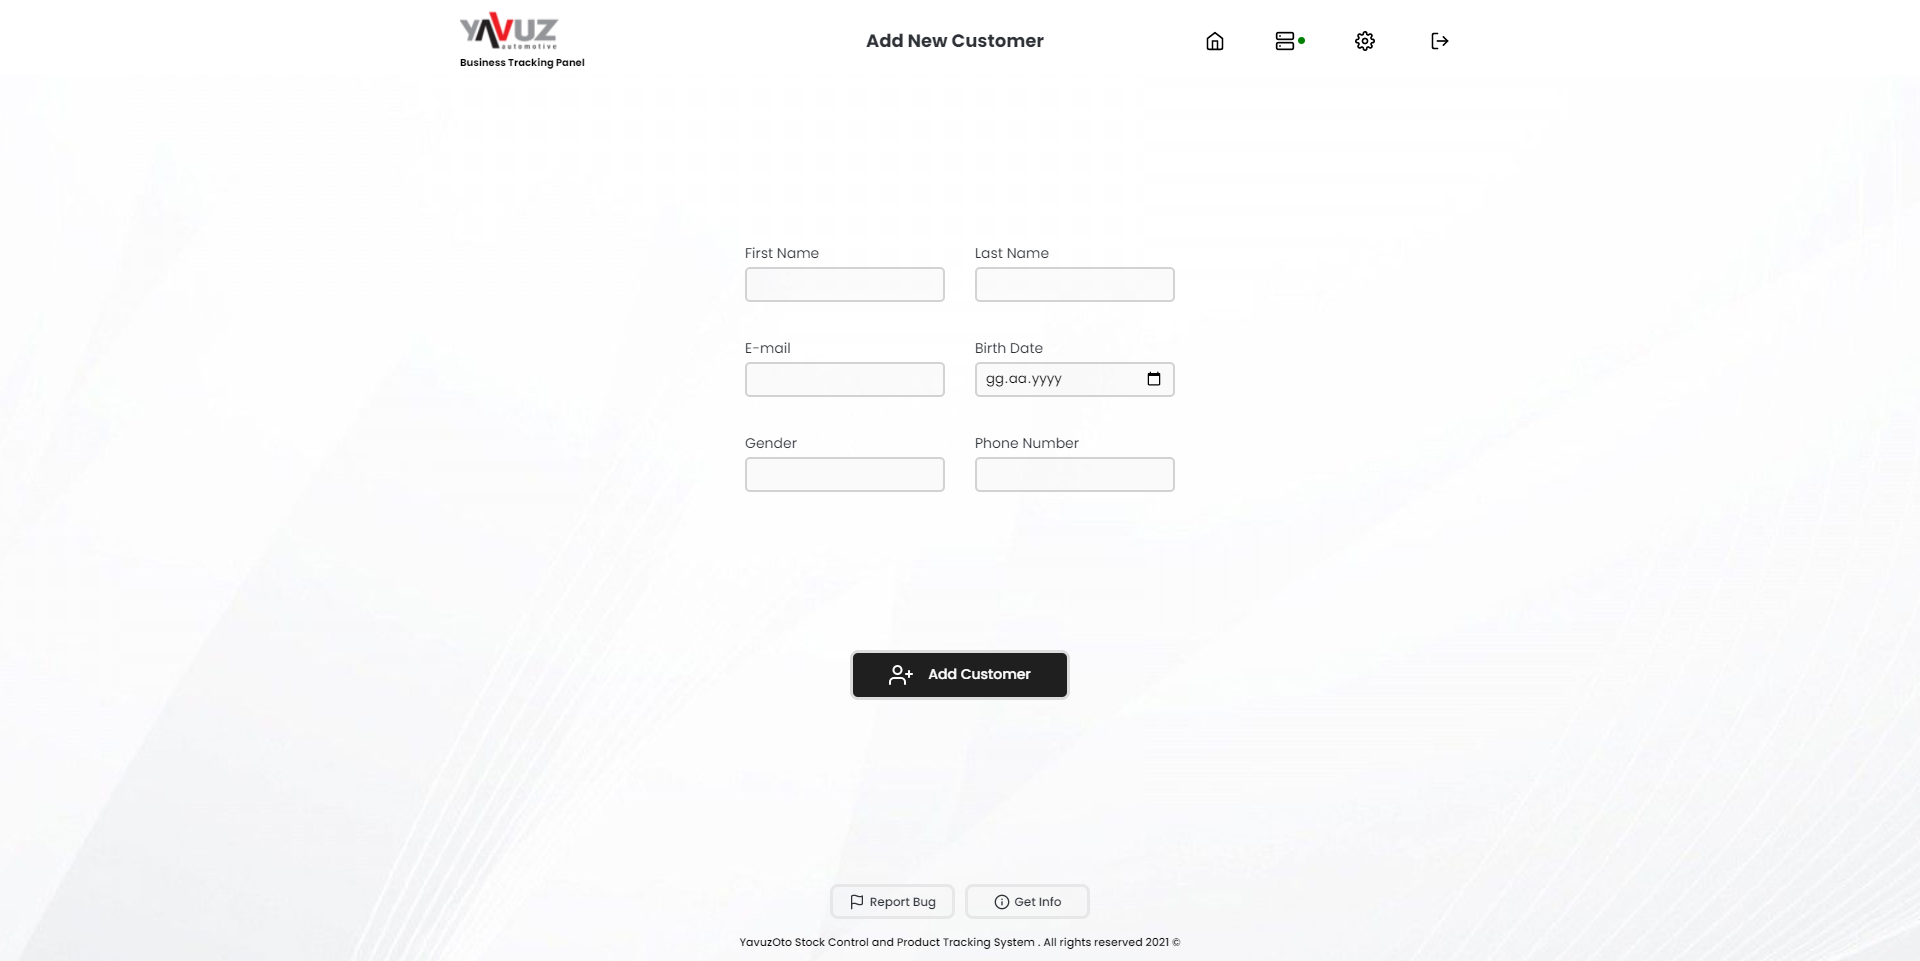 YAVUZ
automotive
Business Tracking Panel
Add New Customer
First Name
Last Name
E-mail
Birth Date
gg.aa.yyyy
Gender
Phone Number
Add Customer
Report Bug
Get Info
YavuzOto Stock Control and Product Tracking System . All rights reserved 2021 ©